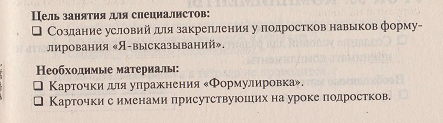 Цель занятия для специалистов:
❑ Создание условий для закрепления у подростков навыков форму-
лирования «Я-высказываний».
Необходимые материалы:
❑ Карточки для упражнения «Формулировка».
❑ Карточки с именами присутствующих на уроке подростков.